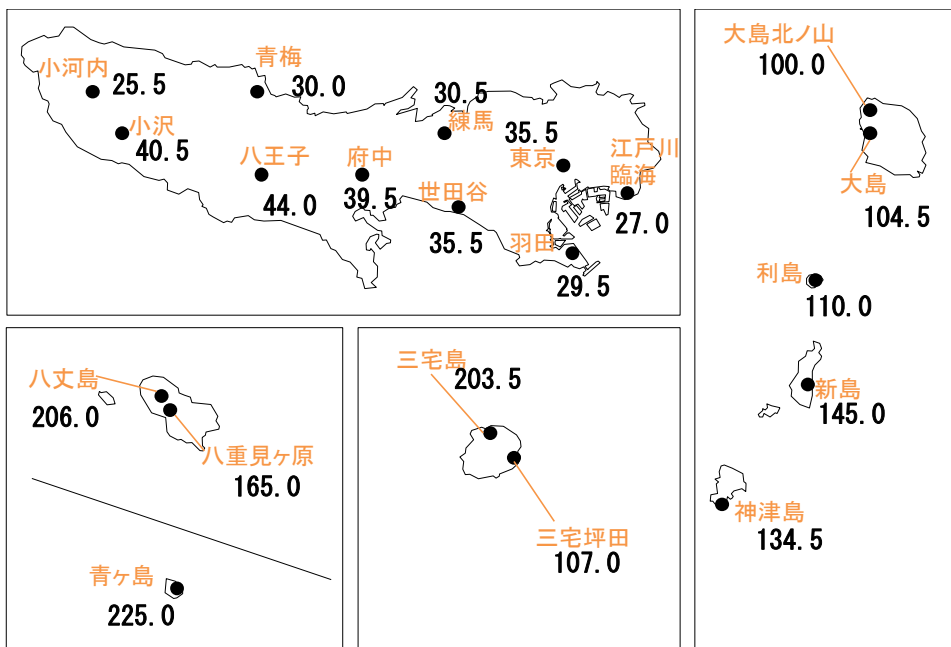 小河内
25.5
青梅
30.0
小沢
40.5
八王子
44.0
府中
39.5
30.5
練馬
世田谷
35.5
35.5
東京
江戸川
臨海
27.0
羽田
29.5
八丈島
206.0
八重見ヶ原
165.0
青ヶ島
225.0
三宅島
203.5
三宅坪田
107.0
大島北ノ山
100.0
大島
104.5
利島
110.0
新島
145.0
神津島
134.5